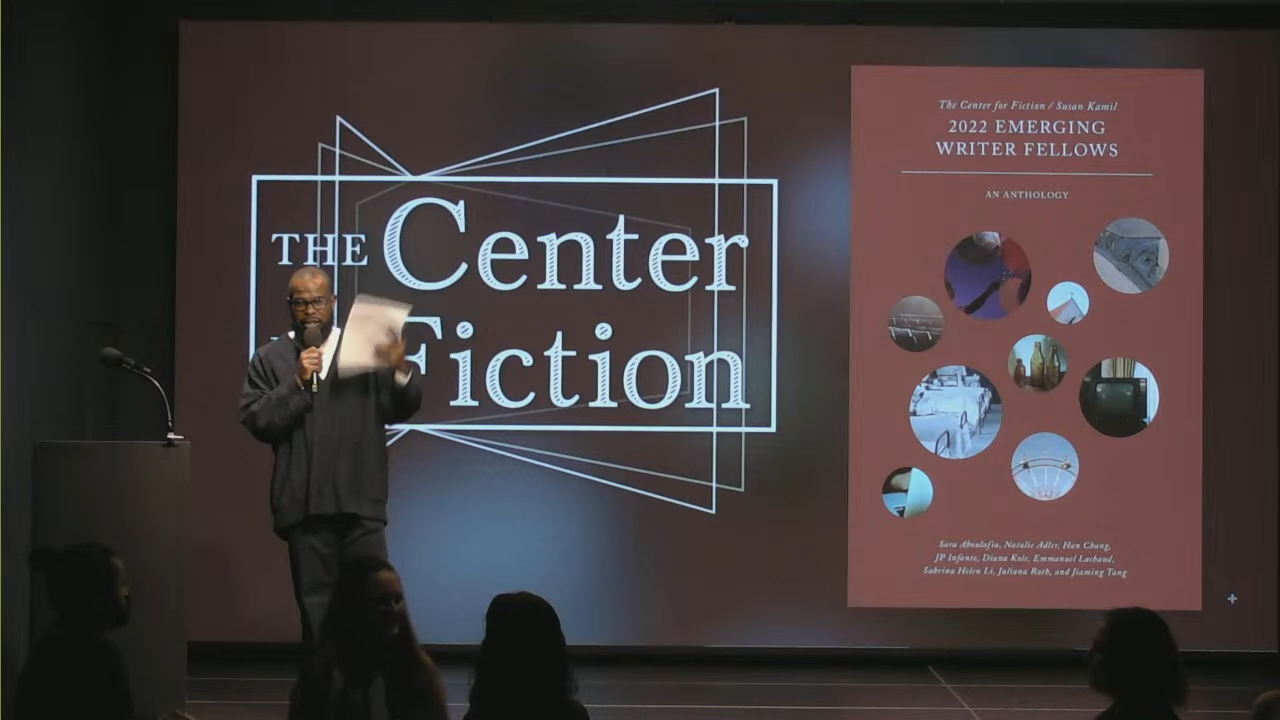 THE Center
Fiction
The Center for Fiction / Susan Kamil
2022 EMERGING
WRITER FELLOWS
AN ANTHOLOGY
Sara Abuulafia, Natalie Adler, Han Chang,
JP Infante, Diana Kole, Emmanuel Lachaud,
Sabrina Helen Li, Juliana Roth, and Jiaming Tang